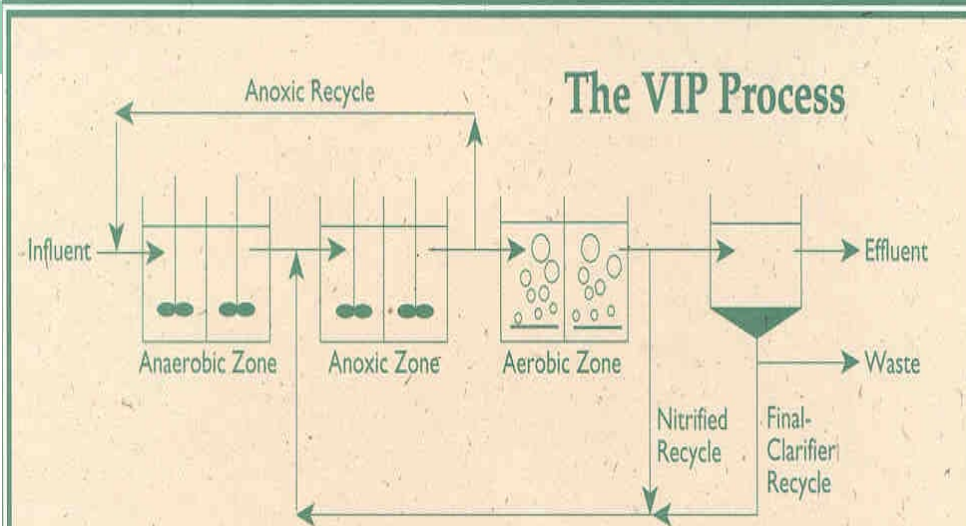 The VIP Process
Anoxic Recycle
Influent
Effluent
Anaerobic Zone
Anoxic Zone
Aerobic Zone
Waste
Nitrified
Recycle
Final-
Clarifier
Recycle